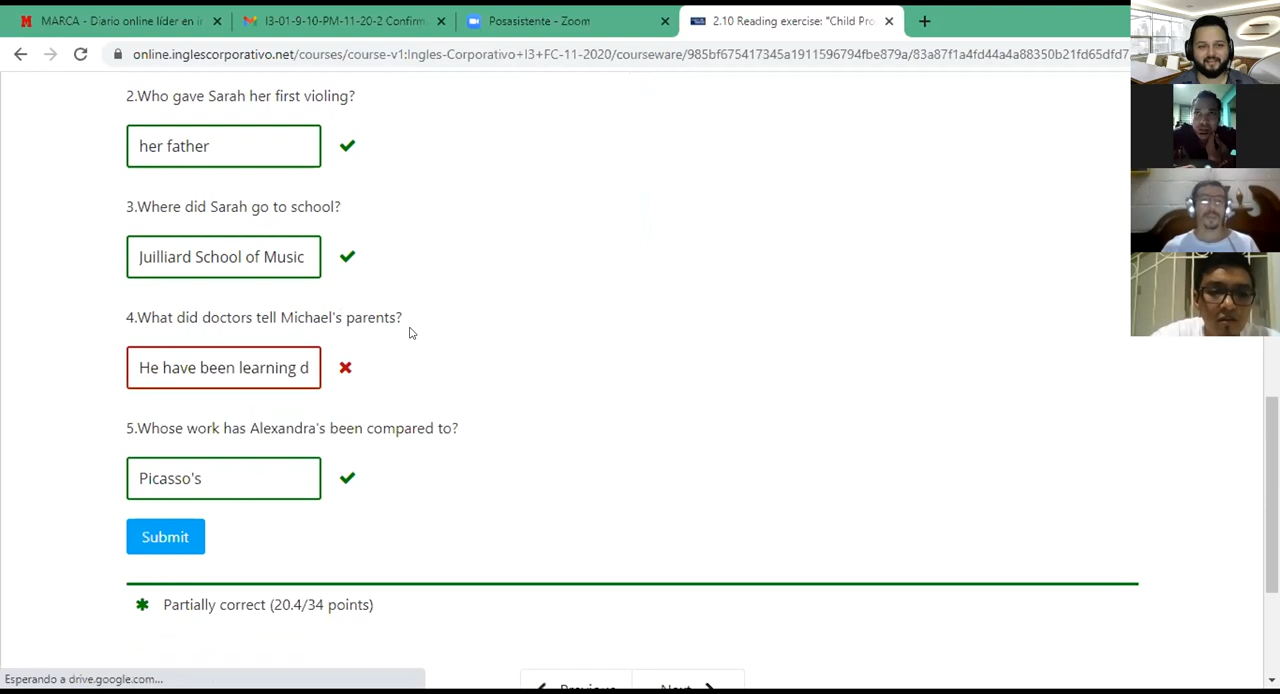 MARCA - Diario online líder en i
I3-01-9-10-PM-11-20-2 Confirm
Posasistente - Zoom
2.10 Reading exercise: "Child Pro
online.inglescorporativo.net/courses/course-v1:Ingles-Corporativo+I3+FC-11-2020/courseware/985bf675417345a1911596794fbe879a/83a87f1a4fd44a4a88350b21fd65dfd7
2.Who gave Sarah her first violing?
her father
3.Where did Sarah go to school?
Juilliard School of Music
4.What did doctors tell Michael's parents?
He have been learning d
5.Whose work has Alexandra's been compared to?
Picasso's
Submit
Partially correct (20.4/34 points)
Esperando a drive.google.com...
Previous
Next